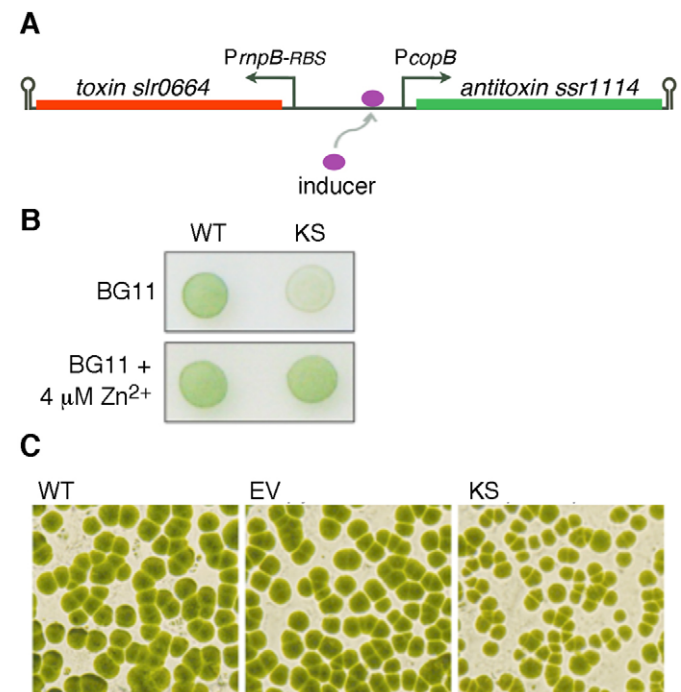 A
PrnpB-RBS PcopB
toxin slr0664 antitoxin ssr1114
inducer
B
WT KS
BG11
BG11 +
4 μM Zn2+
C
WT EV KS